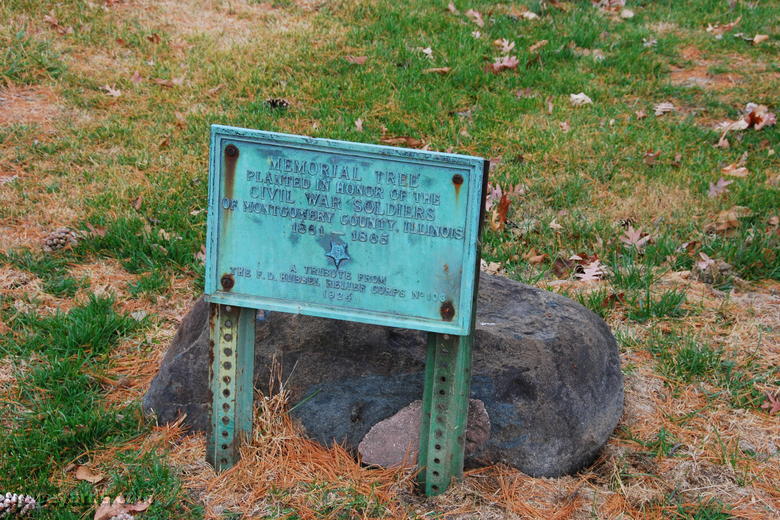 MEMORIAL TREE
PLANTED IN HONOR OF THE
CIVIL WAR SOLDIERS
OF MONTGOMERY COUNTY, ILLINOIS
1861 1865
A TRIBUTE FROM
THE F.D. HUBBEL RELIEF CORPS Nº 103
1924